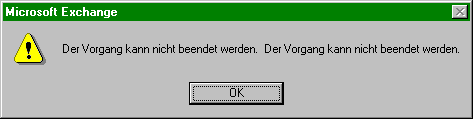 Microsoft Exchange
Der Vorgang kann nicht beendet werden.  Der Vorgang kann nicht beendet werden.
OK